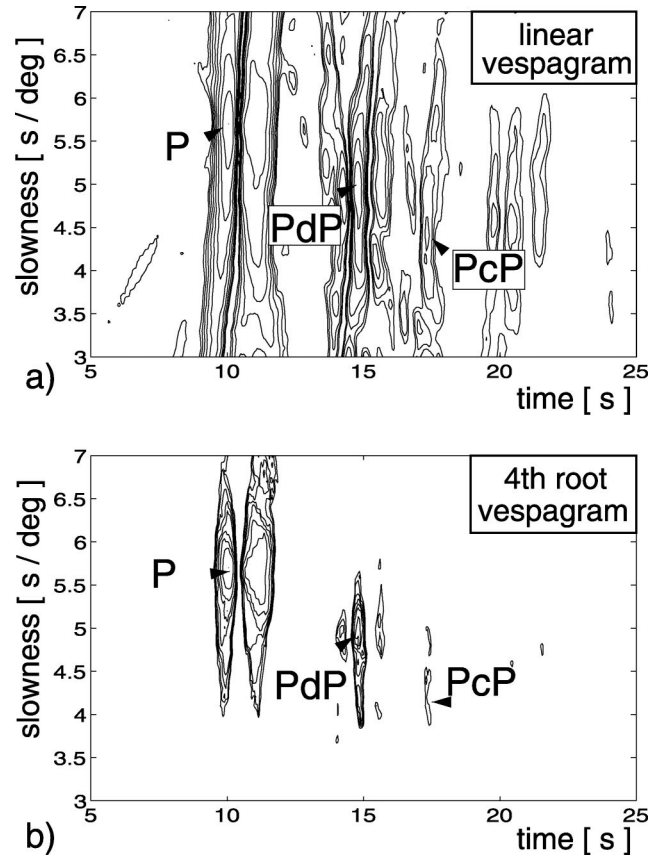 linear
vespagram
P
PdP
PcP
slowness [ s / deg ]
7
6.5
6
5.5
5
4.5
4
3.5
3
5 10 15 20 25
time [ s ]
a)
4th root
vespagram
P
PdP
PcP
slowness [ s / deg ]
7
6.5
6
5.5
5
4.5
4
3.5
3
5 10 15 20 25
time [ s ]
b)